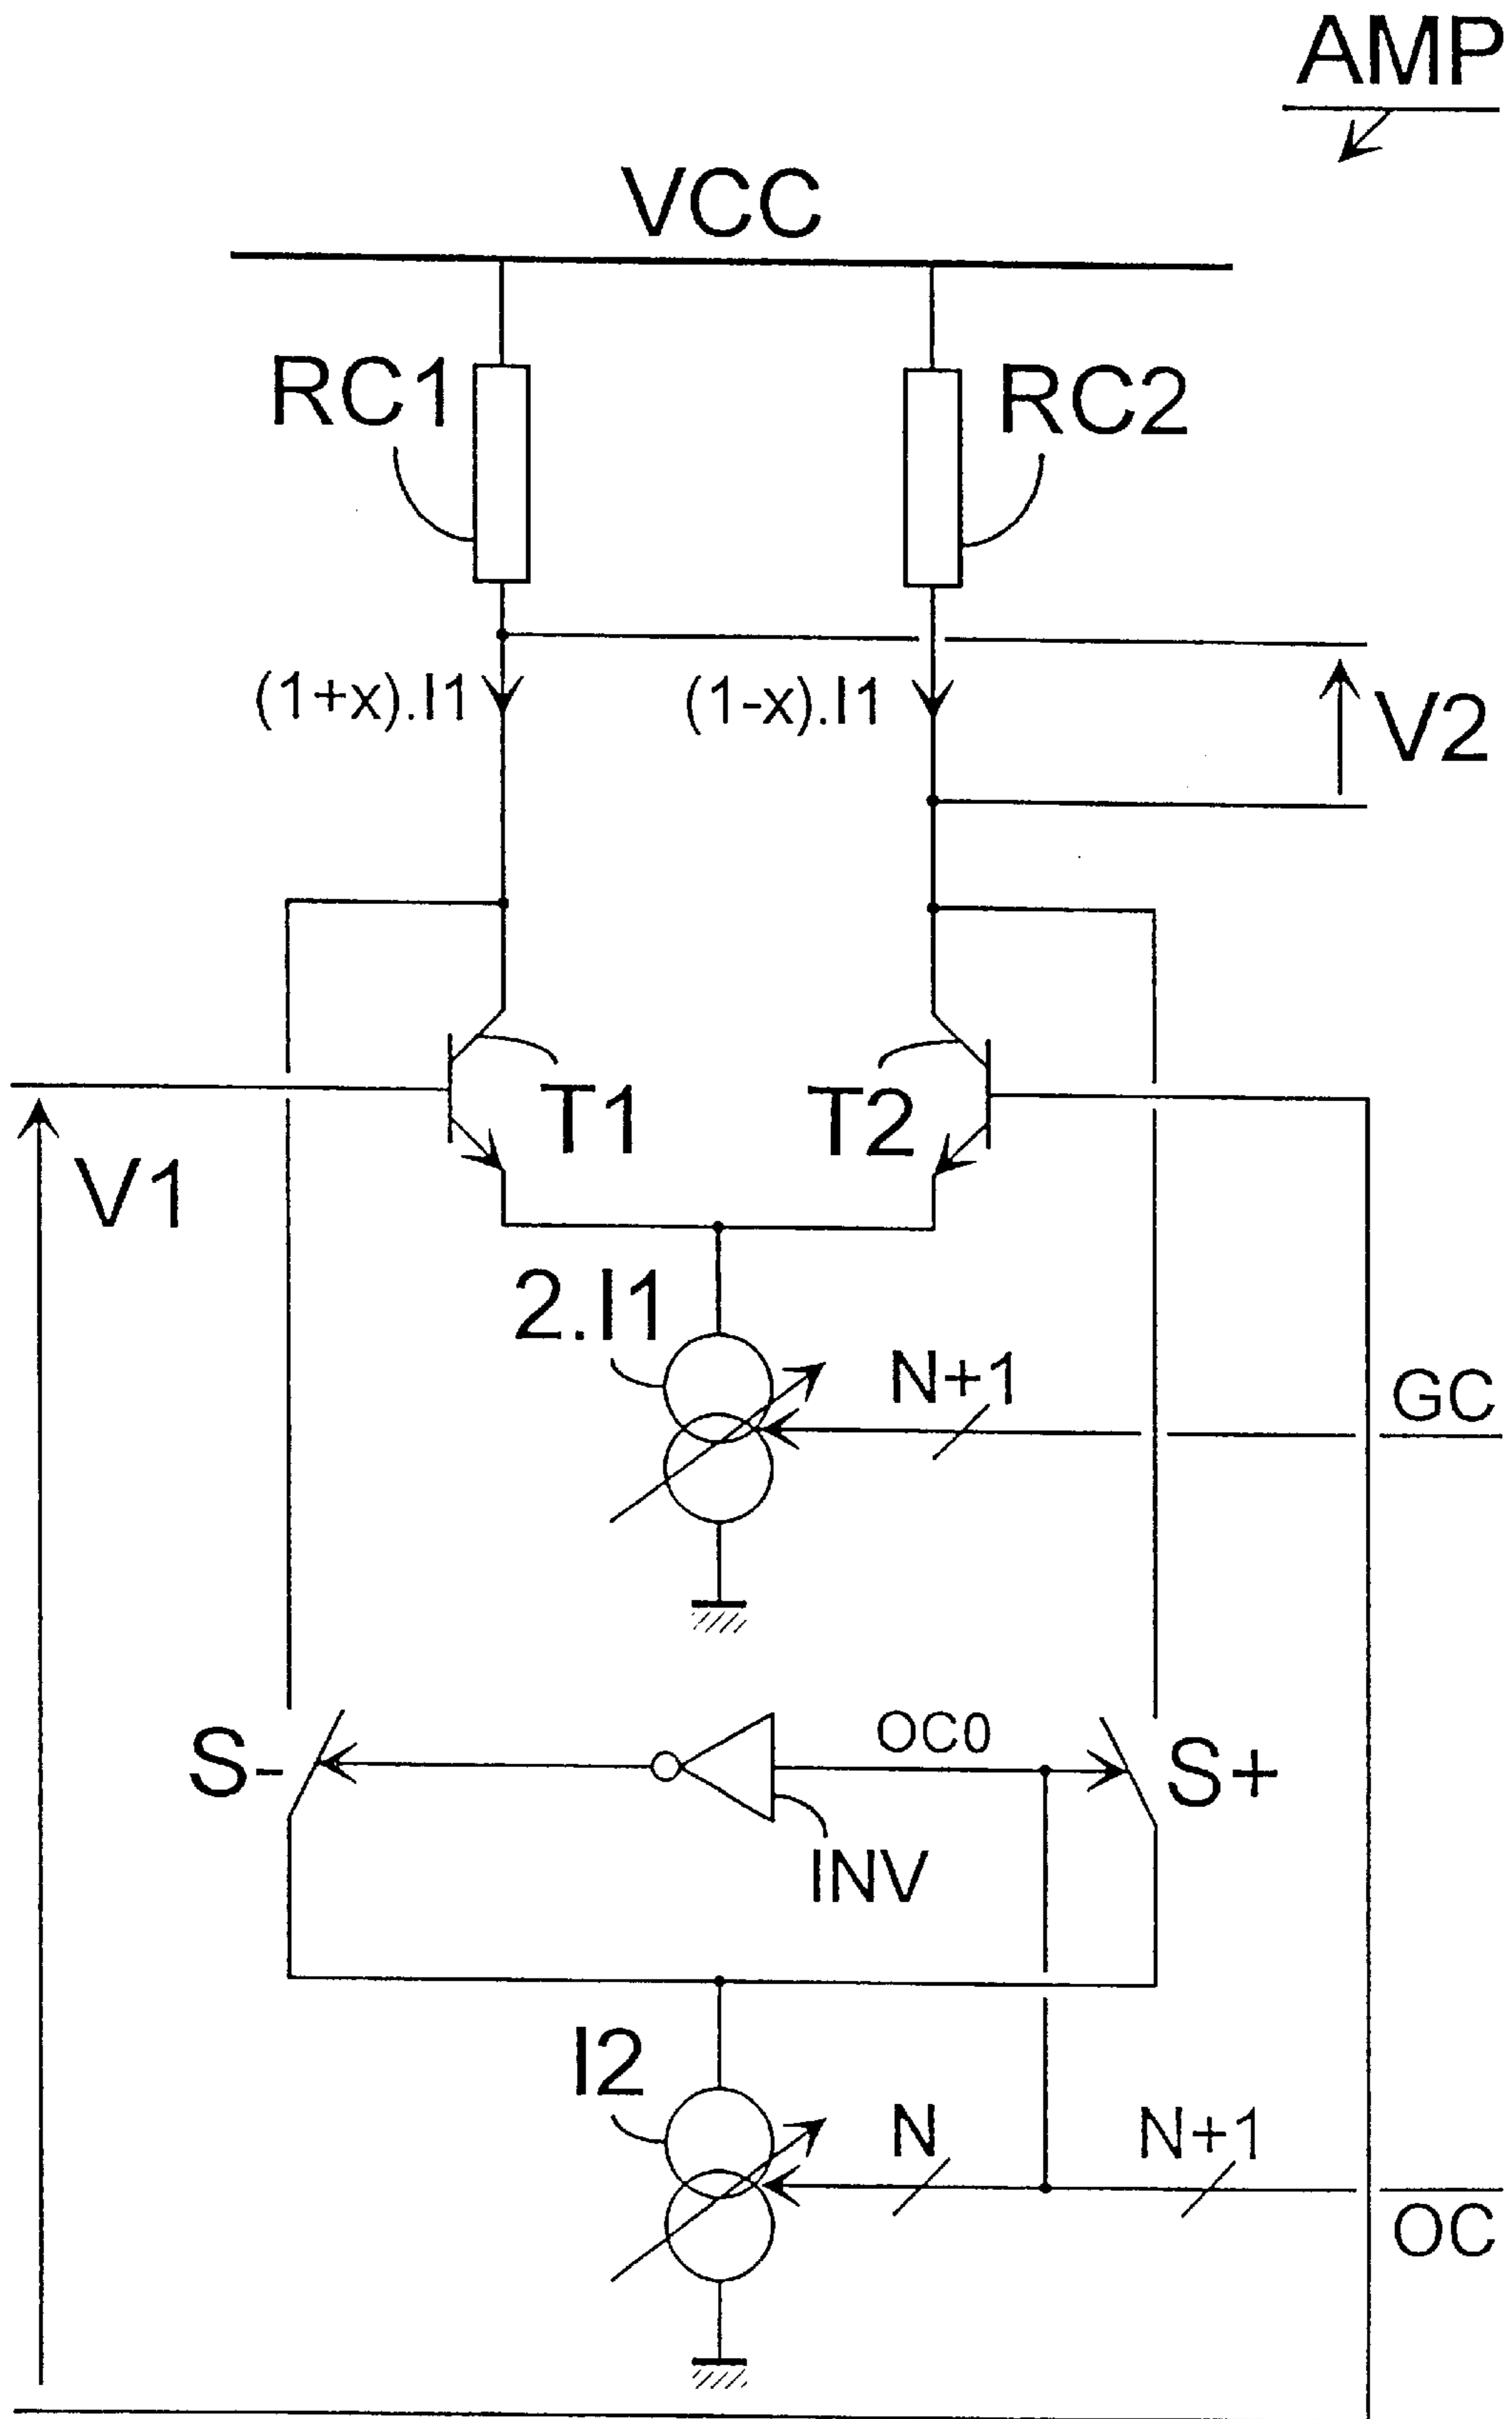 AMP
VCC
RC1
RC2
(1+x).I1
(1-x).I1
V2
T1
T2
V1
2.I1
N+1
GC
S-
OC0
S+
INV
I2
N
N+1
OC